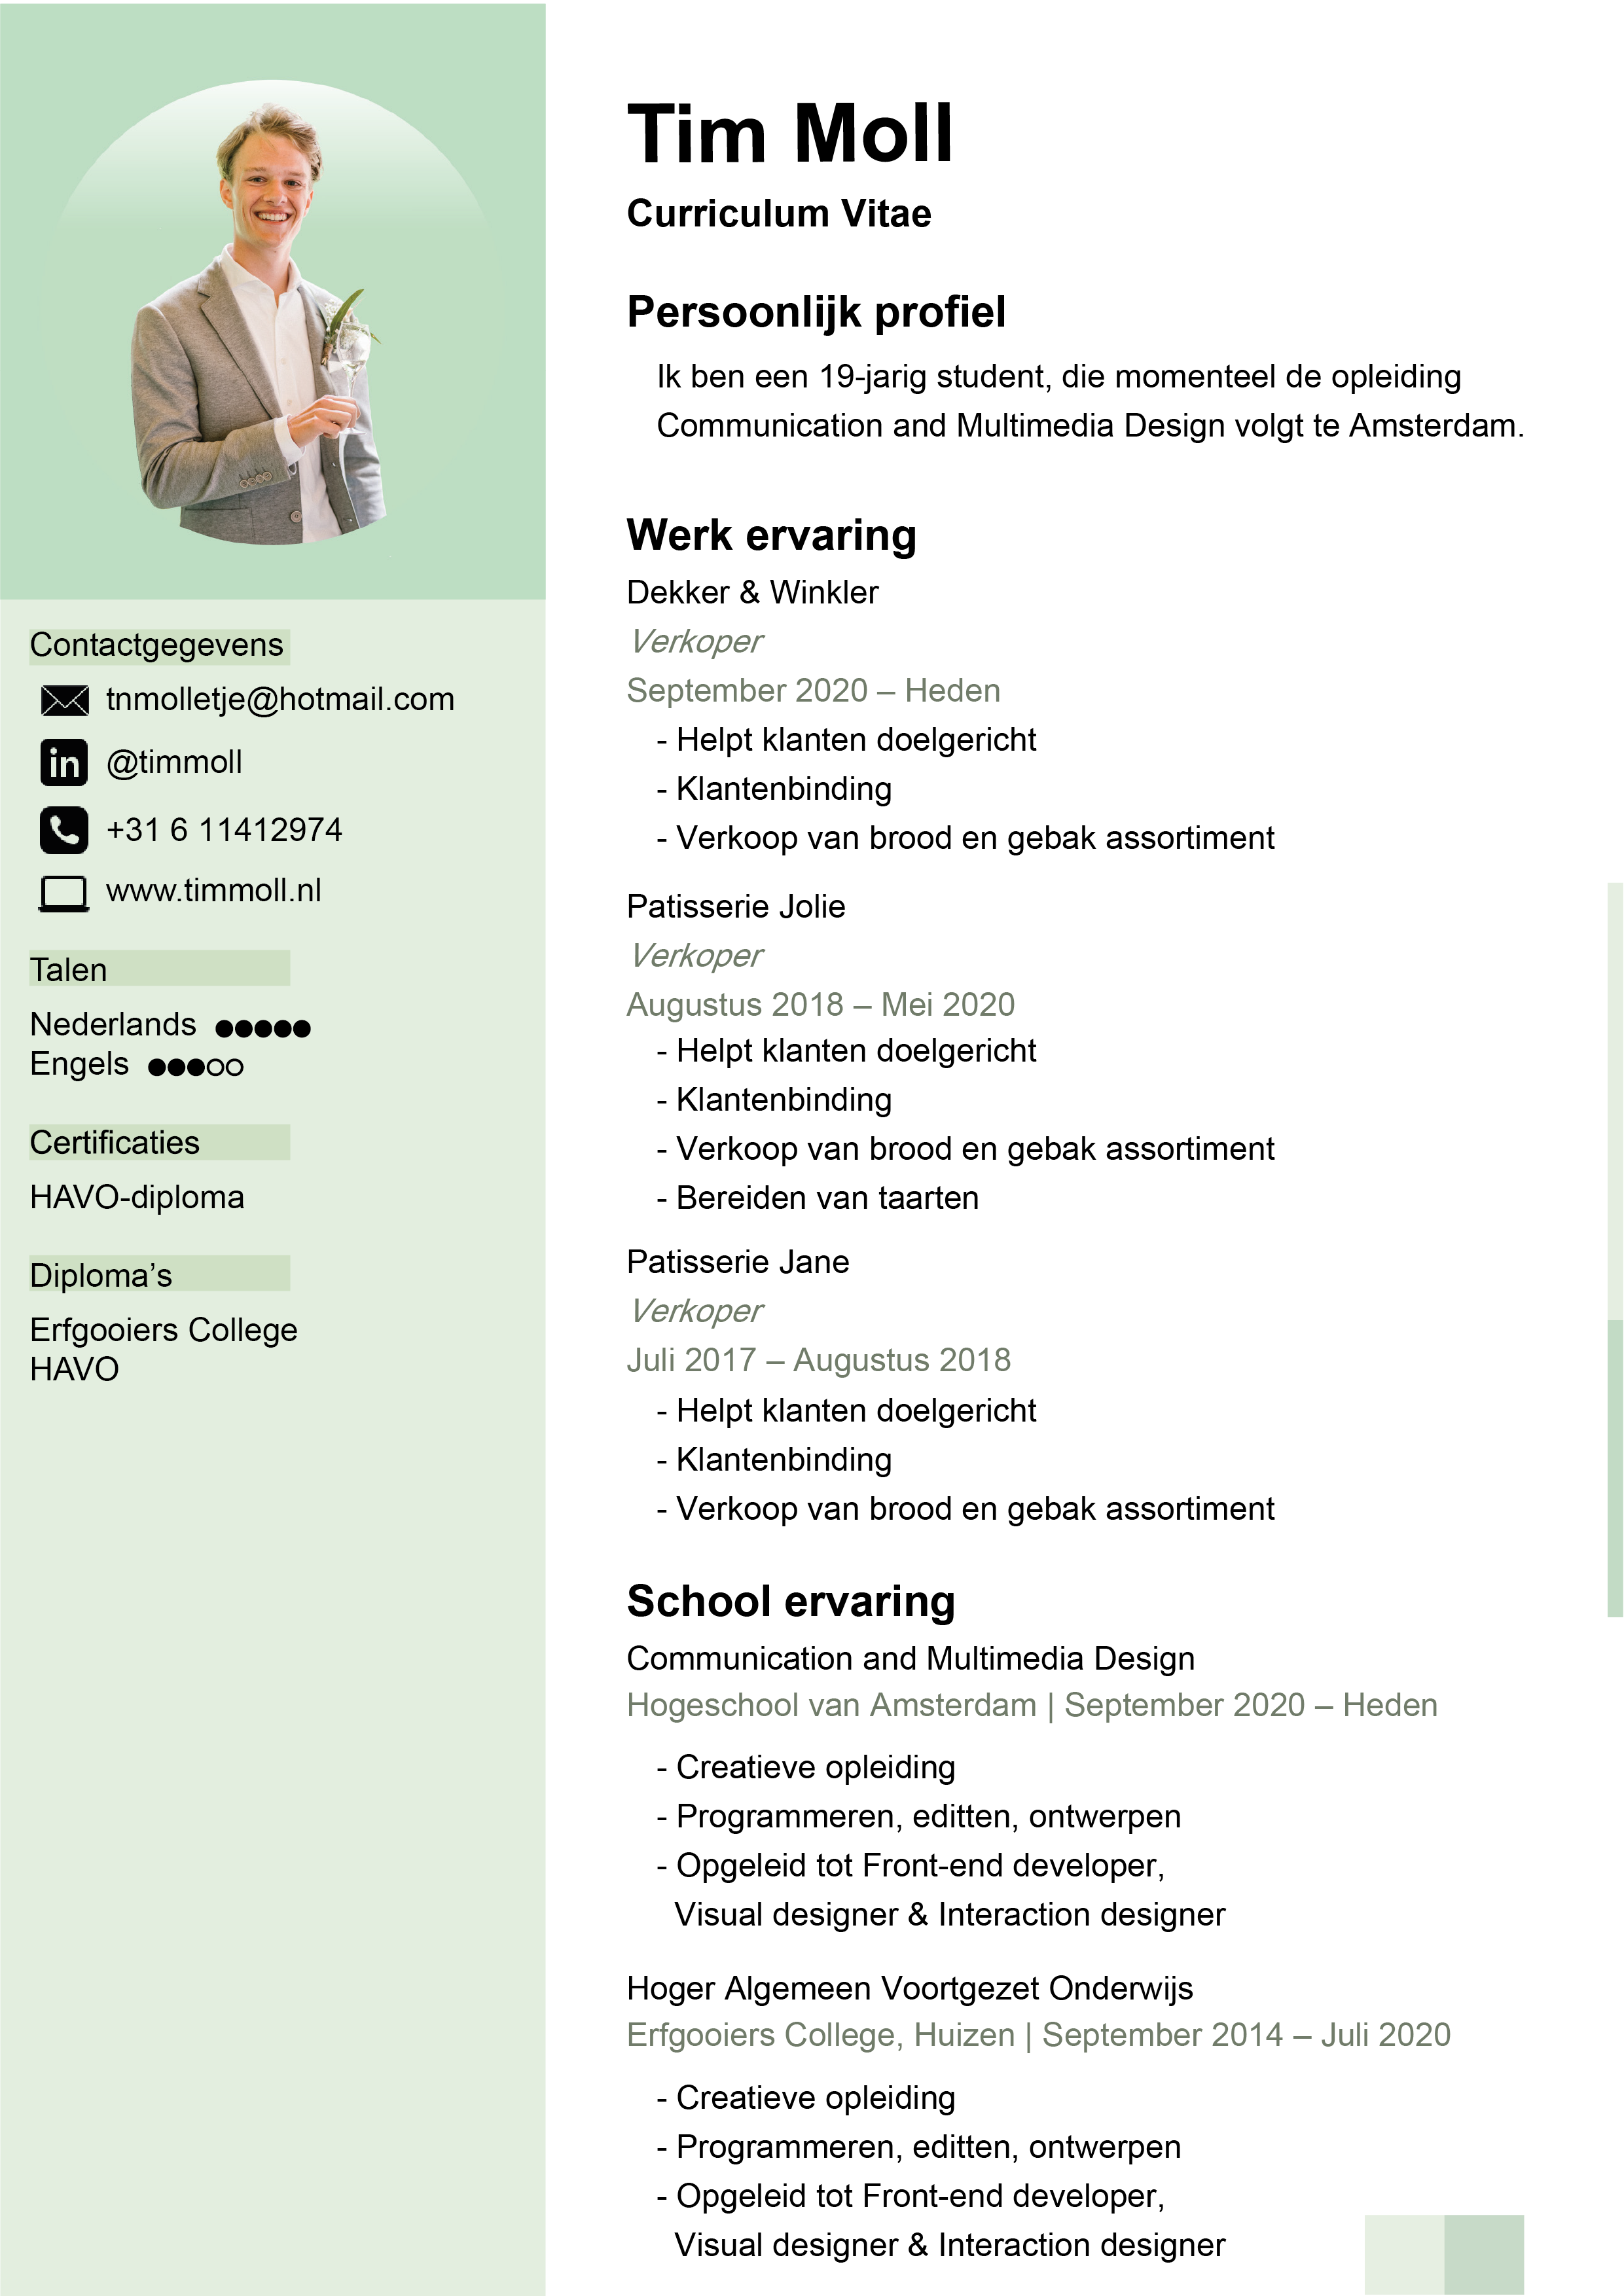 Tim Moll
Curriculum Vitae
Persoonlijk profiel
Ik ben een 19-jarig student, die momenteel de opleiding
Communication and Multimedia Design volgt te Amsterdam.
Werk ervaring
Dekker & Winkler
Verkoper
September 2020 – Heden
- Helpt klanten doelgericht
- Klantenbinding
- Verkoop van brood en gebak assortiment
Patisserie Jolie
Verkoper
Augustus 2018 – Mei 2020
- Helpt klanten doelgericht
- Klantenbinding
- Verkoop van brood en gebak assortiment
- Bereiden van taarten
Patisserie Jane
Verkoper
Juli 2017 – Augustus 2018
- Helpt klanten doelgericht
- Klantenbinding
- Verkoop van brood en gebak assortiment
School ervaring
Communication and Multimedia Design
Hogeschool van Amsterdam | September 2020 – Heden
- Creatieve opleiding
- Programmeren, editten, ontwerpen
- Opgeleid tot Front-end developer,
Visual designer & Interaction designer
Hoger Algemeen Voortgezet Onderwijs
Erfgooiers College, Huizen | September 2014 – Juli 2020
- Creatieve opleiding
- Programmeren, editten, ontwerpen
- Opgeleid tot Front-end developer,
Visual designer & Interaction designer
Contactgegevens
tnmolletje@hotmail.com
in @timmoll
+31 6 11412974
www.timmoll.nl
Talen
Nederlands ●●●●●
Engels ●●●○○
Certificaties
HAVO-diploma
Diploma’s
Erfgooiers College
HAVO